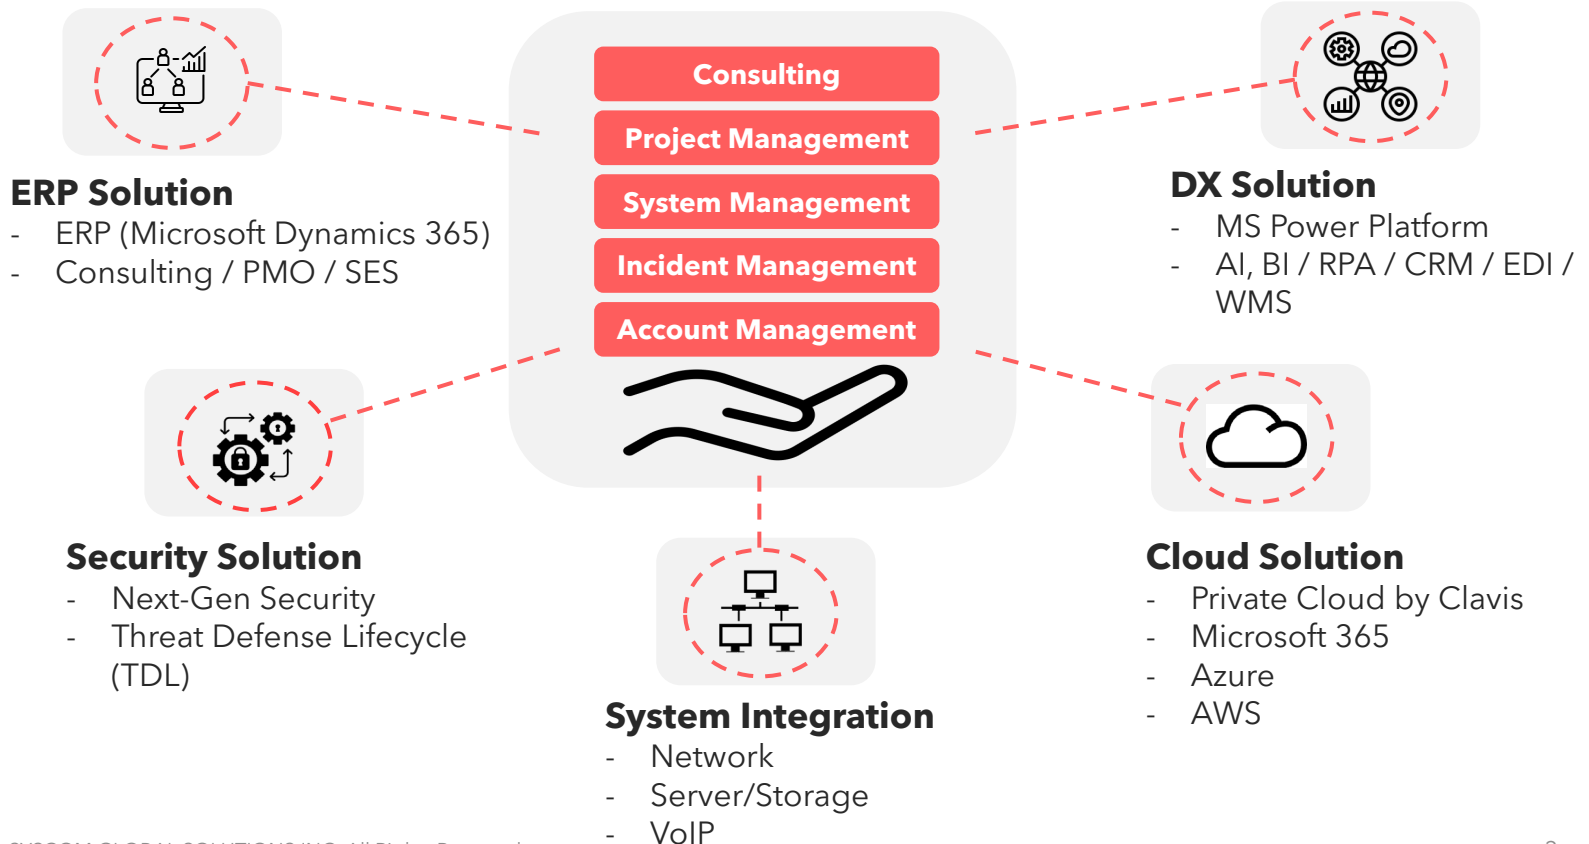 Consulting
Project Management
System Management
Incident Management
Account Management
ERP Solution
- ERP (Microsoft Dynamics 365)
- Consulting / PMO / SES
DX Solution
- MS Power Platform
- AI, BI / RPA / CRM / EDI /
WMS
Security Solution
- Next-Gen Security
- Threat Defense Lifecycle
(TDL)
System Integration
- Network
- Server/Storage
- VoIP
Cloud Solution
- Private Cloud by Clavis
- Microsoft 365
- Azure
- AWS